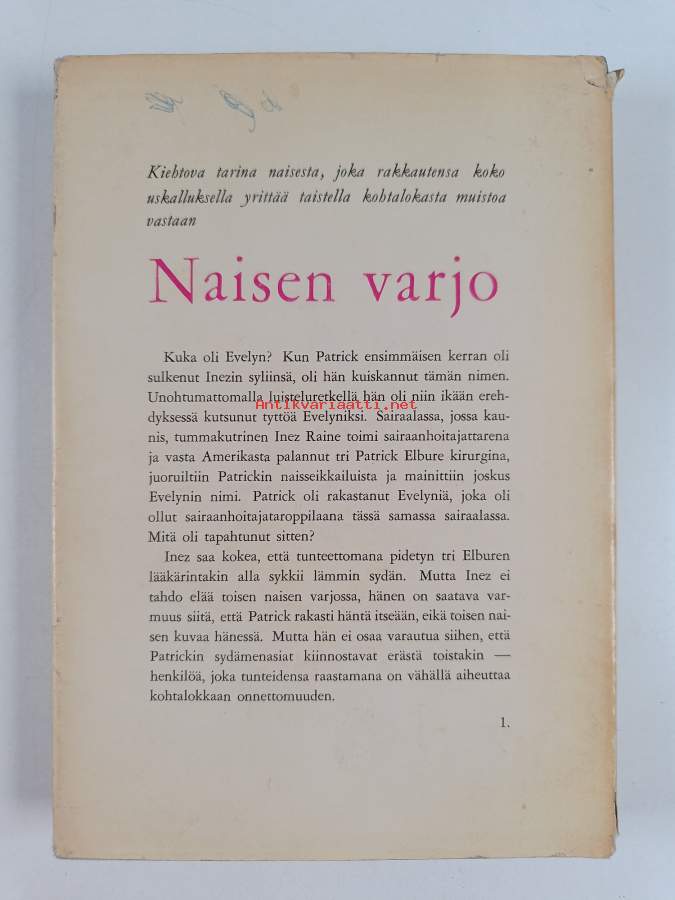 Kiehtova tarina naisesta, joka rakkautensa koko
uskalluksella yrittää taistella kohtalokasta muistoa
vastaan
Naisen varjo
Kuka oli Evelyn? Kun Patrick ensimmäisen kerran oli
sulkenut Inezin syliinsä, oli hän kuiskannut tämän nimen.
Unohtumattomalla luisteluretkellä hän oli niin ikään ereh-
Antikvariaatti.net
dyksessä kutsunut tyttöä Evelyniksi. Sairaalassa, jossa kau-
nis, tummakutrinen Inez Raine toimi sairaanhoitajattarena
ja vasta Amerikasta palannut tri Patrick Elbure kirurgina,
juoruiltiin Patrickin naisseikkailuista ja mainittiin joskus
Evelynin nimi. Patrick oli rakastanut Evelyniä, joka oli
ollut sairaanhoitajataroppilaana tässä samassa sairaalassa.
Mitä oli tapahtunut sitten?
Inez saa kokea, että tunteettomana pidetyn tri Elburen
lääkärintakin alla sykkii lämmin sydän. Mutta Inez ei
tahdo elää toisen naisen varjossa, hänen on saatava var-
muus siitä, että Patrick rakasti häntä itseään, eikä toisen nai-
sen kuvaa hänessä. Mutta hän ei osaa varautua siihen, että
Patrickin sydämenasiat kiinnostavat erästä toistakin —
henkilöä, joka tunteidensa raastamana on vähällä aiheuttaa
kohtalokkaan onnettomuuden.
1.